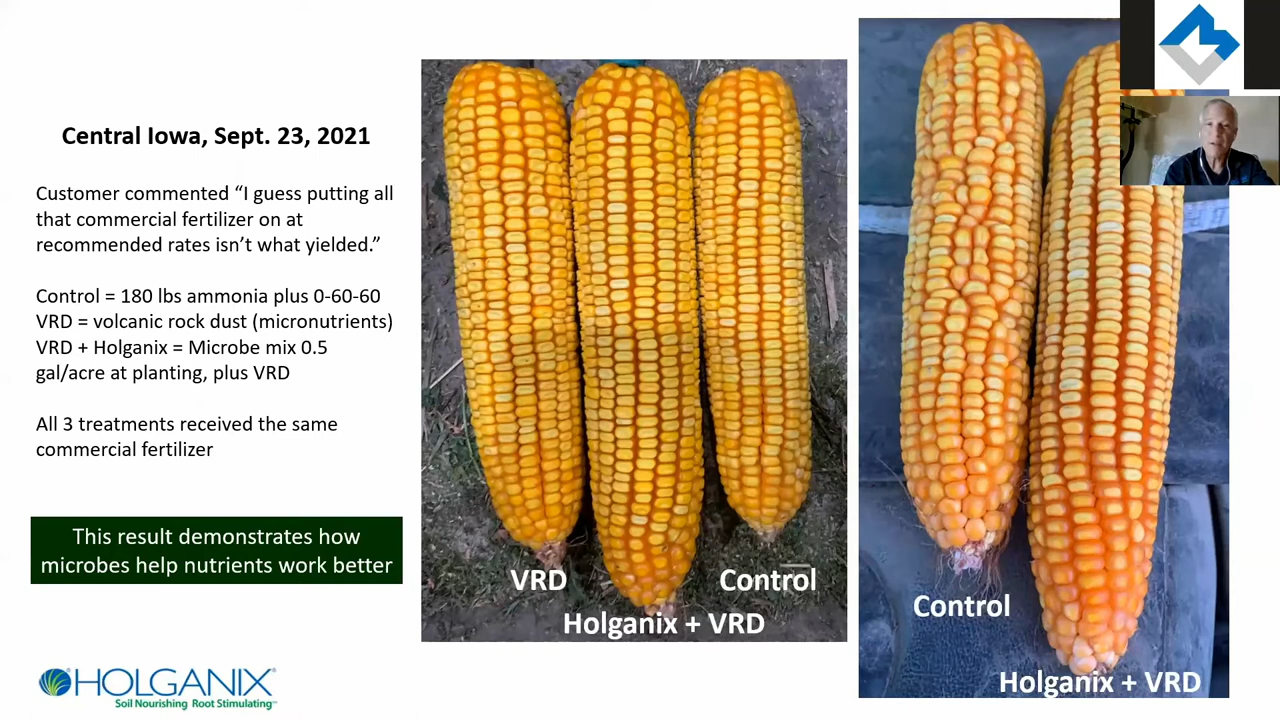 Central Iowa, Sept. 23, 2021
Customer commented “I guess putting all
that commercial fertilizer on at
recommended rates isn’t what yielded.”
Control = 180 lbs ammonia plus 0-60-60
VRD = volcanic rock dust (micronutrients)
VRD + Holganix = Microbe mix 0.5
gal/acre at planting, plus VRD
All 3 treatments received the same
commercial fertilizer
This result demonstrates how
microbes help nutrients work better
HOLGANIX
Soil Nourishing Root Stimulating™
VRD
Control
Holganix + VRD
Control
Holganix + VRD